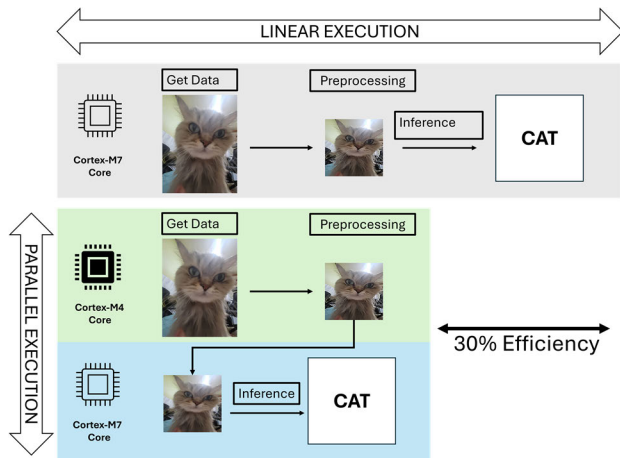 LINEAR EXECUTION
Get Data
Preprocessing
Inference
CAT
Cortex-M7
Core
PARALLEL EXECUTION
Get Data
Preprocessing
Cortex-M4
Core
30% Efficiency
Inference
CAT
Cortex-M7
Core